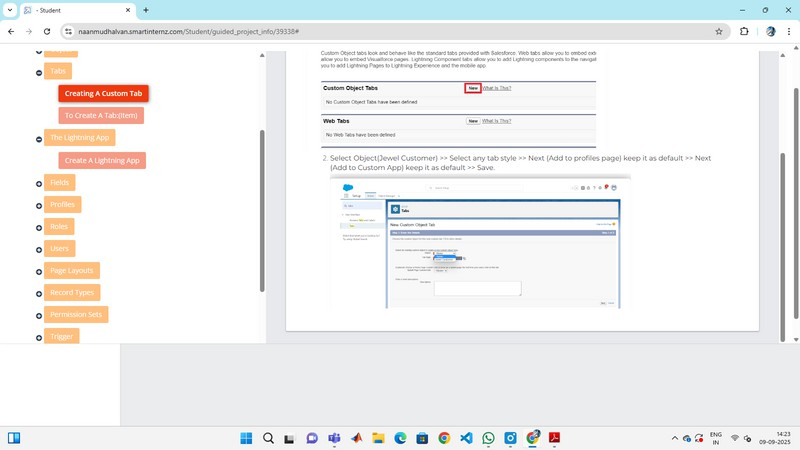 - Student
naanmudhalvan.smartinternz.com/Student/guided_project_info/39338#
Tabs
Creating A Custom Tab
To Create A Tab:(Item)
The Lightning App
Create A Lightning App
Fields
Profiles
Roles
Users
Page Layouts
Record Types
Permission Sets
Trigger
Custom Object tabs look and behave like the standard tabs provided with Salesforce. Web tabs allow you to embed ext
allow you to embed Visualforce pages. Lightning Component tabs allow you to add Lightning components to the navigat
you to add Lightning Pages to Lightning Experience and the mobile app.
Custom Object Tabs
New
What Is This?
No Custom Object Tabs have been defined
Web Tabs
New
What Is This?
No Web Tabs have been defined
2. Select Object(Jewel Customer) >> Select any tab style >> Next (Add to profiles page) keep it as default >> Next
(Add to Custom App) keep it as default >> Save.
Tabs
New Custom Object Tab
ENG
IN
14:23
09-09-2025